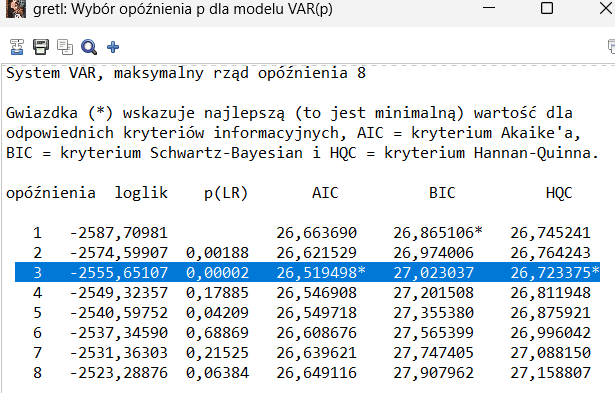 gretl: Wybór opóźnienia p dla modelu VAR(p)
System VAR, maksymalny rząd opóźnienia 8
Gwiazdka (*) wskazuje najlepszą (to jest minimalną) wartość dla
odpowiednich kryteriów informacyjnych, AIC = kryterium Akaike'a,
BIC = kryterium Schwartz-Bayesian i HQC = kryterium Hannan-Quinna.
opóźnienia loglik p(LR) AIC BIC HQC
1 -2587,70981 26,663690 26,865106* 26,745241
2 -2574,59907 0,00188 26,621529 26,974006 26,764243
3 -2555,65107 0,00002 26,519498* 27,023037 26,723375*
4 -2549,32357 0,17885 26,546908 27,201508 26,811948
5 -2540,59752 0,04209 26,549718 27,355380 26,875921
6 -2537,34590 0,68869 26,608676 27,565399 26,996042
7 -2531,36303 0,21525 26,639621 27,747405 27,088150
8 -2523,28876 0,06384 26,649116 27,907962 27,158807